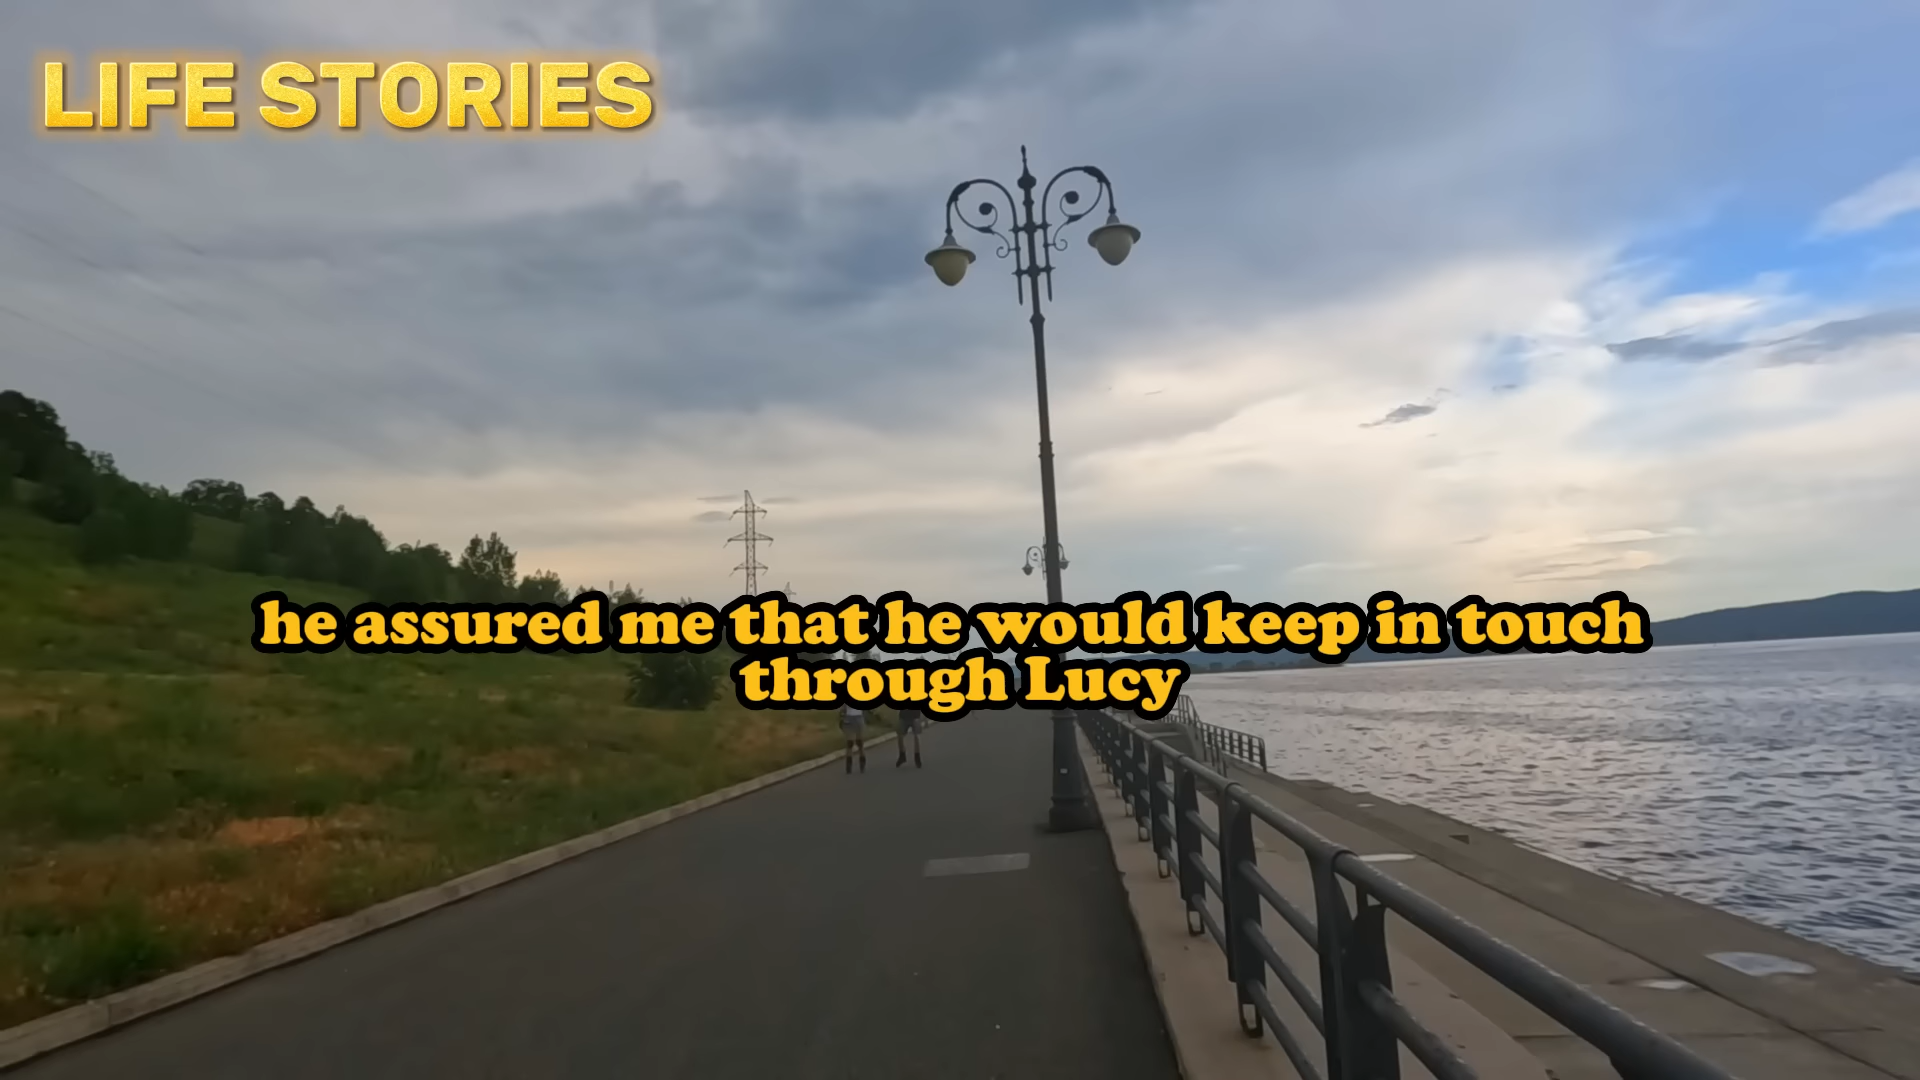 LIFE STORIES
he assured me that he would keep in touch
through Lucy